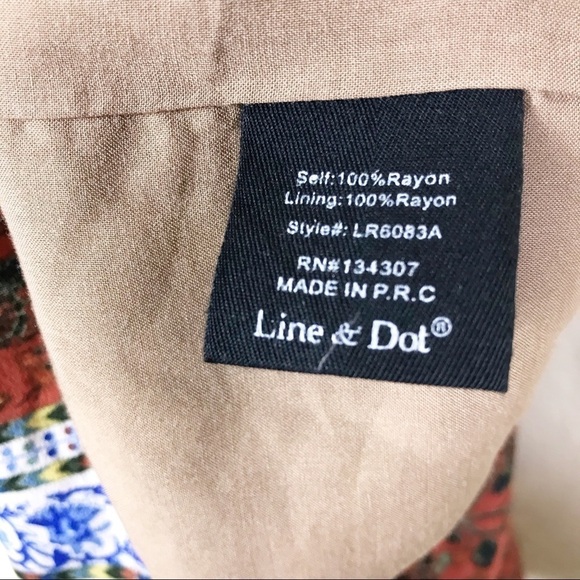 Self:100%Rayon
Lining:100%Rayon
Style#: LR6083A
RN#134307
MADE IN P.R.C
Line & Dot®